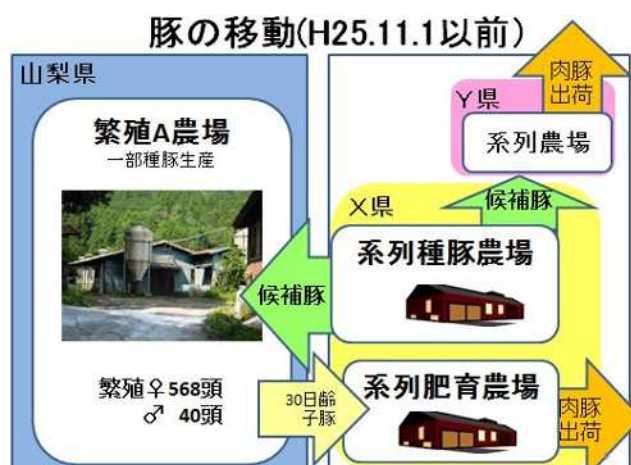 豚の移動(H25.11.1以前)
山梨県
繁殖A農場
一部種豚生産
繁殖♀568頭
♂ 40頭
候補豚
30日齢
子豚
肉豚
出荷
Y県
系列農場
候補豚
X県
系列種豚農場
系列肥育農場
肉豚
出荷